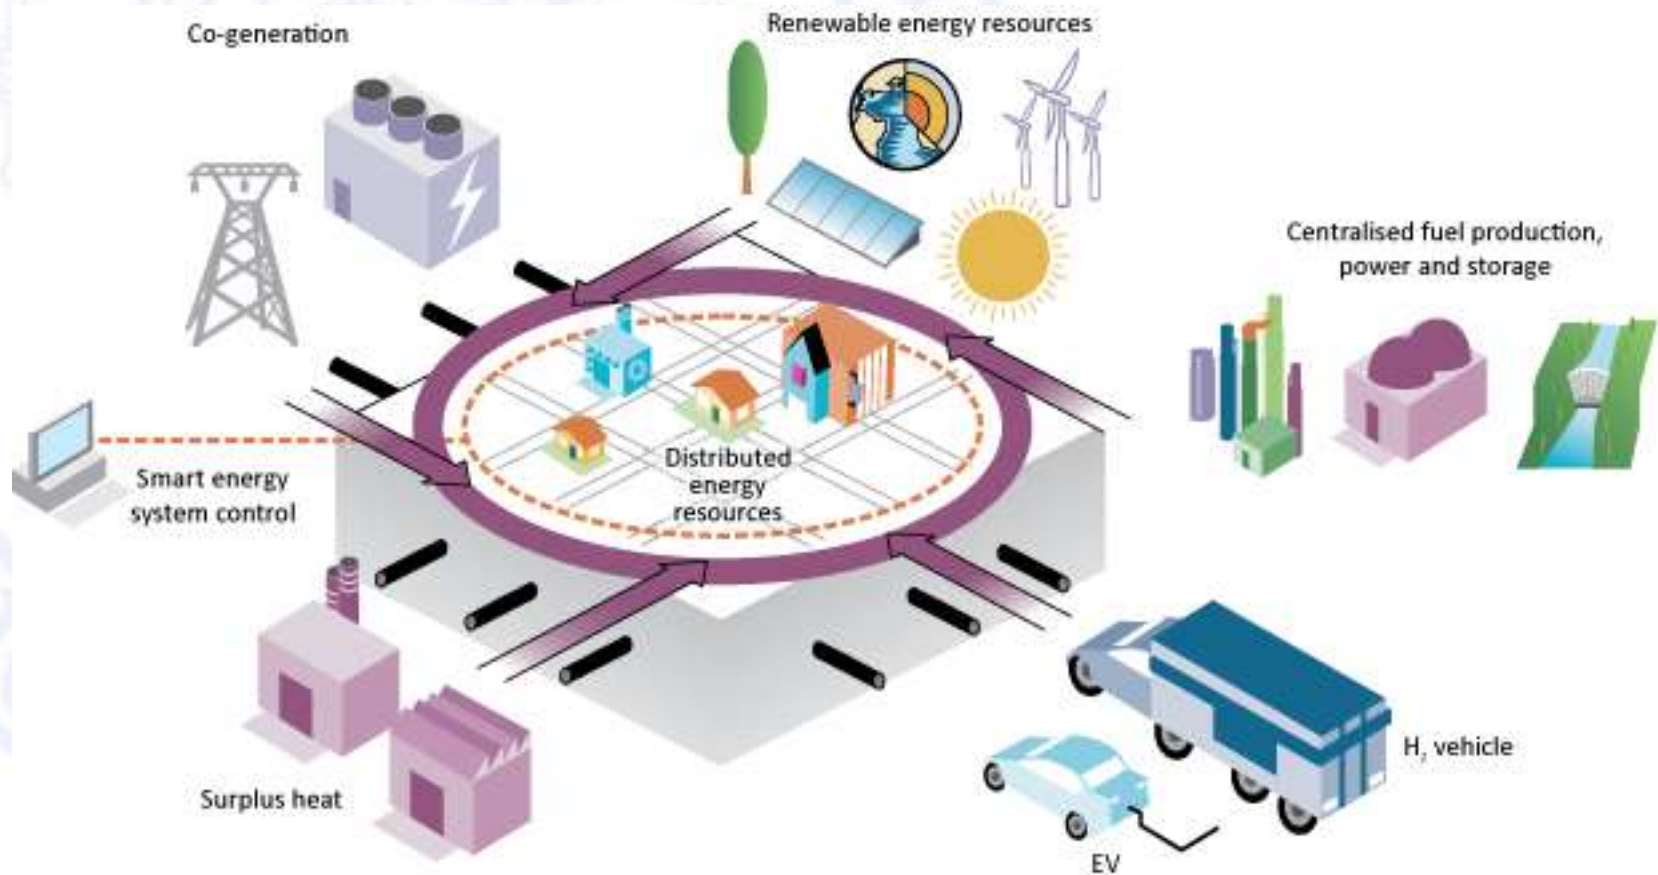 Co-generation
Renewable energy resources
Centralised fuel production,
power and storage
Smart energy
system control
Distributed
energy
resources
Surplus heat
H, vehicle
EV